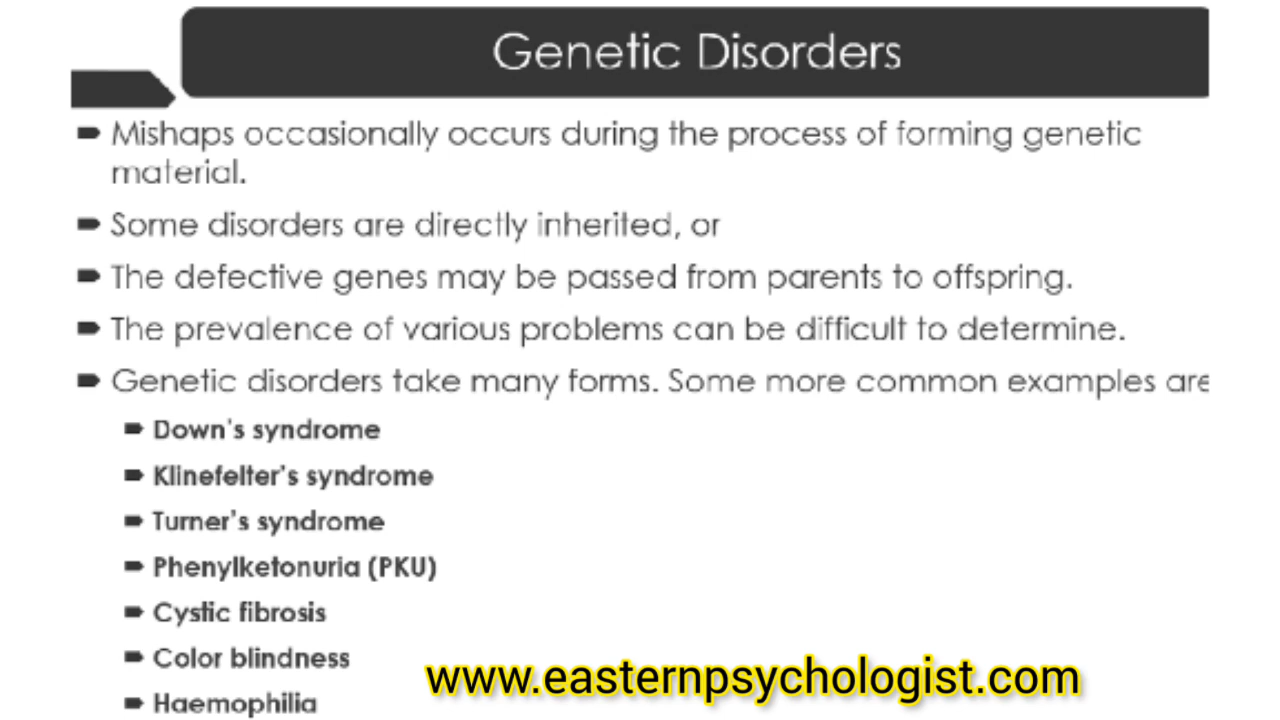 Genetic Disorders
Mishaps occasionally occurs during the process of forming genetic
material.
Some disorders are directly inherited, or
The defective genes may be passed from parents to offspring.
The prevalence of various problems can be difficult to determine.
Genetic disorders take many forms. Some more common examples are
Down's syndrome
Klinefelter's syndrome
Turner's syndrome
Phenylketonuria (PKU)
Cystic fibrosis
Color blindness
www.easternpsychologist.com
Haemophilia